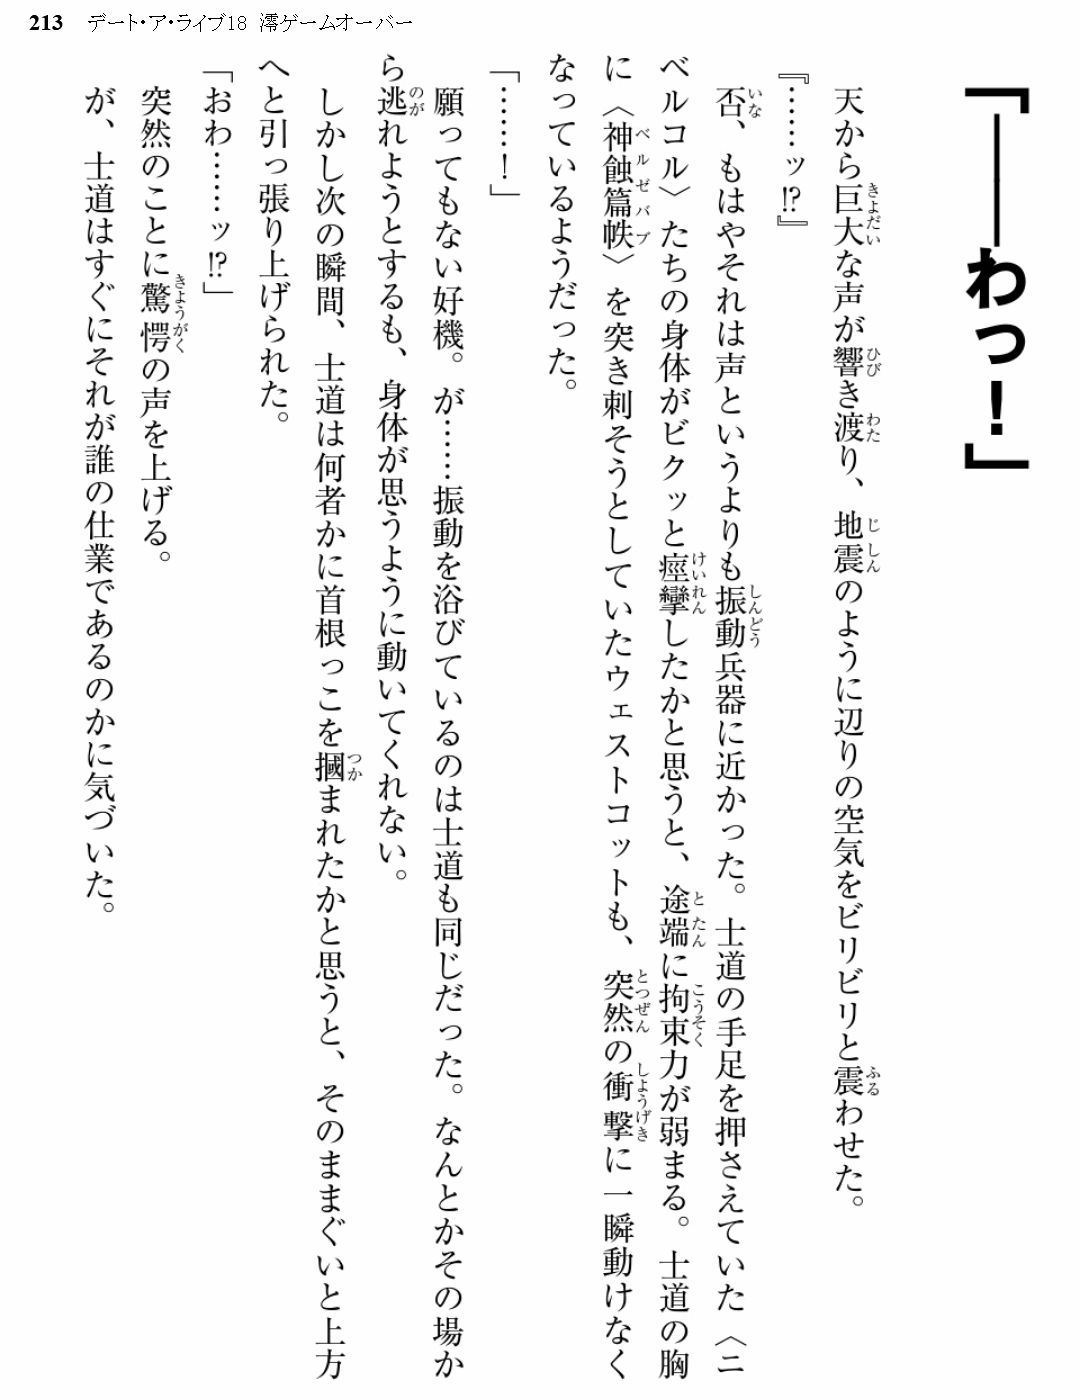 213 デート・ア・ライブ18 澪ゲームオーバー
「――わっ！」
天から巨大な声が響き渡り、地震のように辺りの空気をビリビリと震わせた。
『……ッ!?』
否、もはやそれは声というよりも振動兵器に近かった。士道の手足を押さえていた〈ニ
ベルコル〉たちの身体がビクッと痙攣したかと思うと、途端に拘束力が弱まる。士道の胸
に〈神蝕篇帙〉を突き刺そうとしていたウェストコットも、突然の衝撃に一瞬動けなく
なっているようだった。
「……！」
願ってもない好機。が……振動を浴びているのは士道も同じだった。なんとかその場か
ら逃れようとするも、身体が思うように動いてくれない。
しかし次の瞬間、士道は何者かに首根っこを摑まれたかと思うと、そのままぐいと上方
へと引っ張り上げられた。
「おわ……ッ!?」
突然のことに驚愕の声を上げる。
が、士道はすぐにそれが誰の仕業であるのかに気づいた。